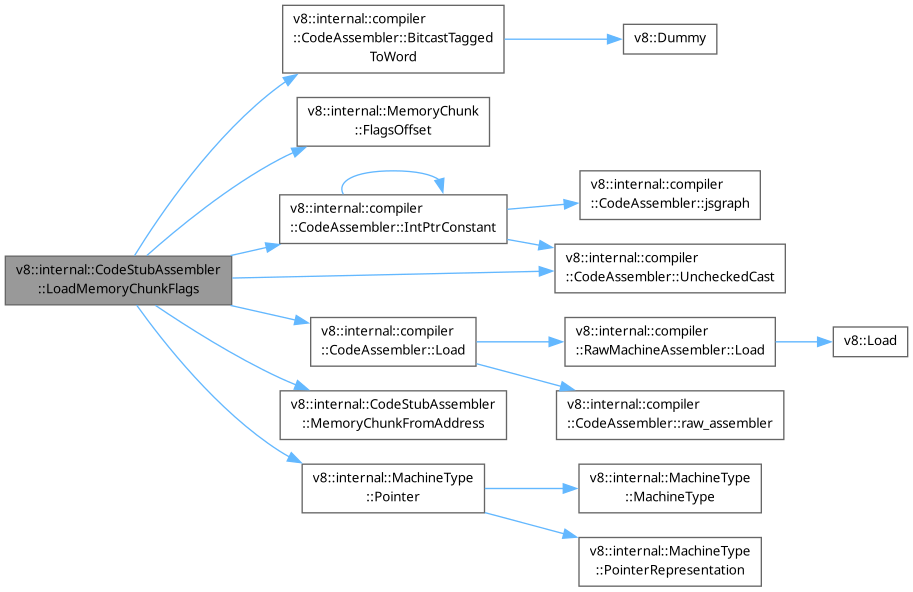 v8::internal::compiler
::CodeAssembler::BitcastTagged
ToWord
v8::Dummy
v8::internal::MemoryChunk
::FlagsOffset
v8::internal::compiler
::CodeAssembler::IntPtrConstant
v8::internal::compiler
::CodeAssembler::jsgraph
v8::internal::compiler
::CodeAssembler::UncheckedCast
v8::internal::CodeStubAssembler
::LoadMemoryChunkFlags
v8::internal::compiler
::CodeAssembler::Load
v8::internal::compiler
::RawMachineAssembler::Load
v8::Load
v8::internal::CodeStubAssembler
::MemoryChunkFromAddress
v8::internal::compiler
::CodeAssembler::raw_assembler
v8::internal::MachineType
::Pointer
v8::internal::MachineType
::MachineType
v8::internal::MachineType
::PointerRepresentation